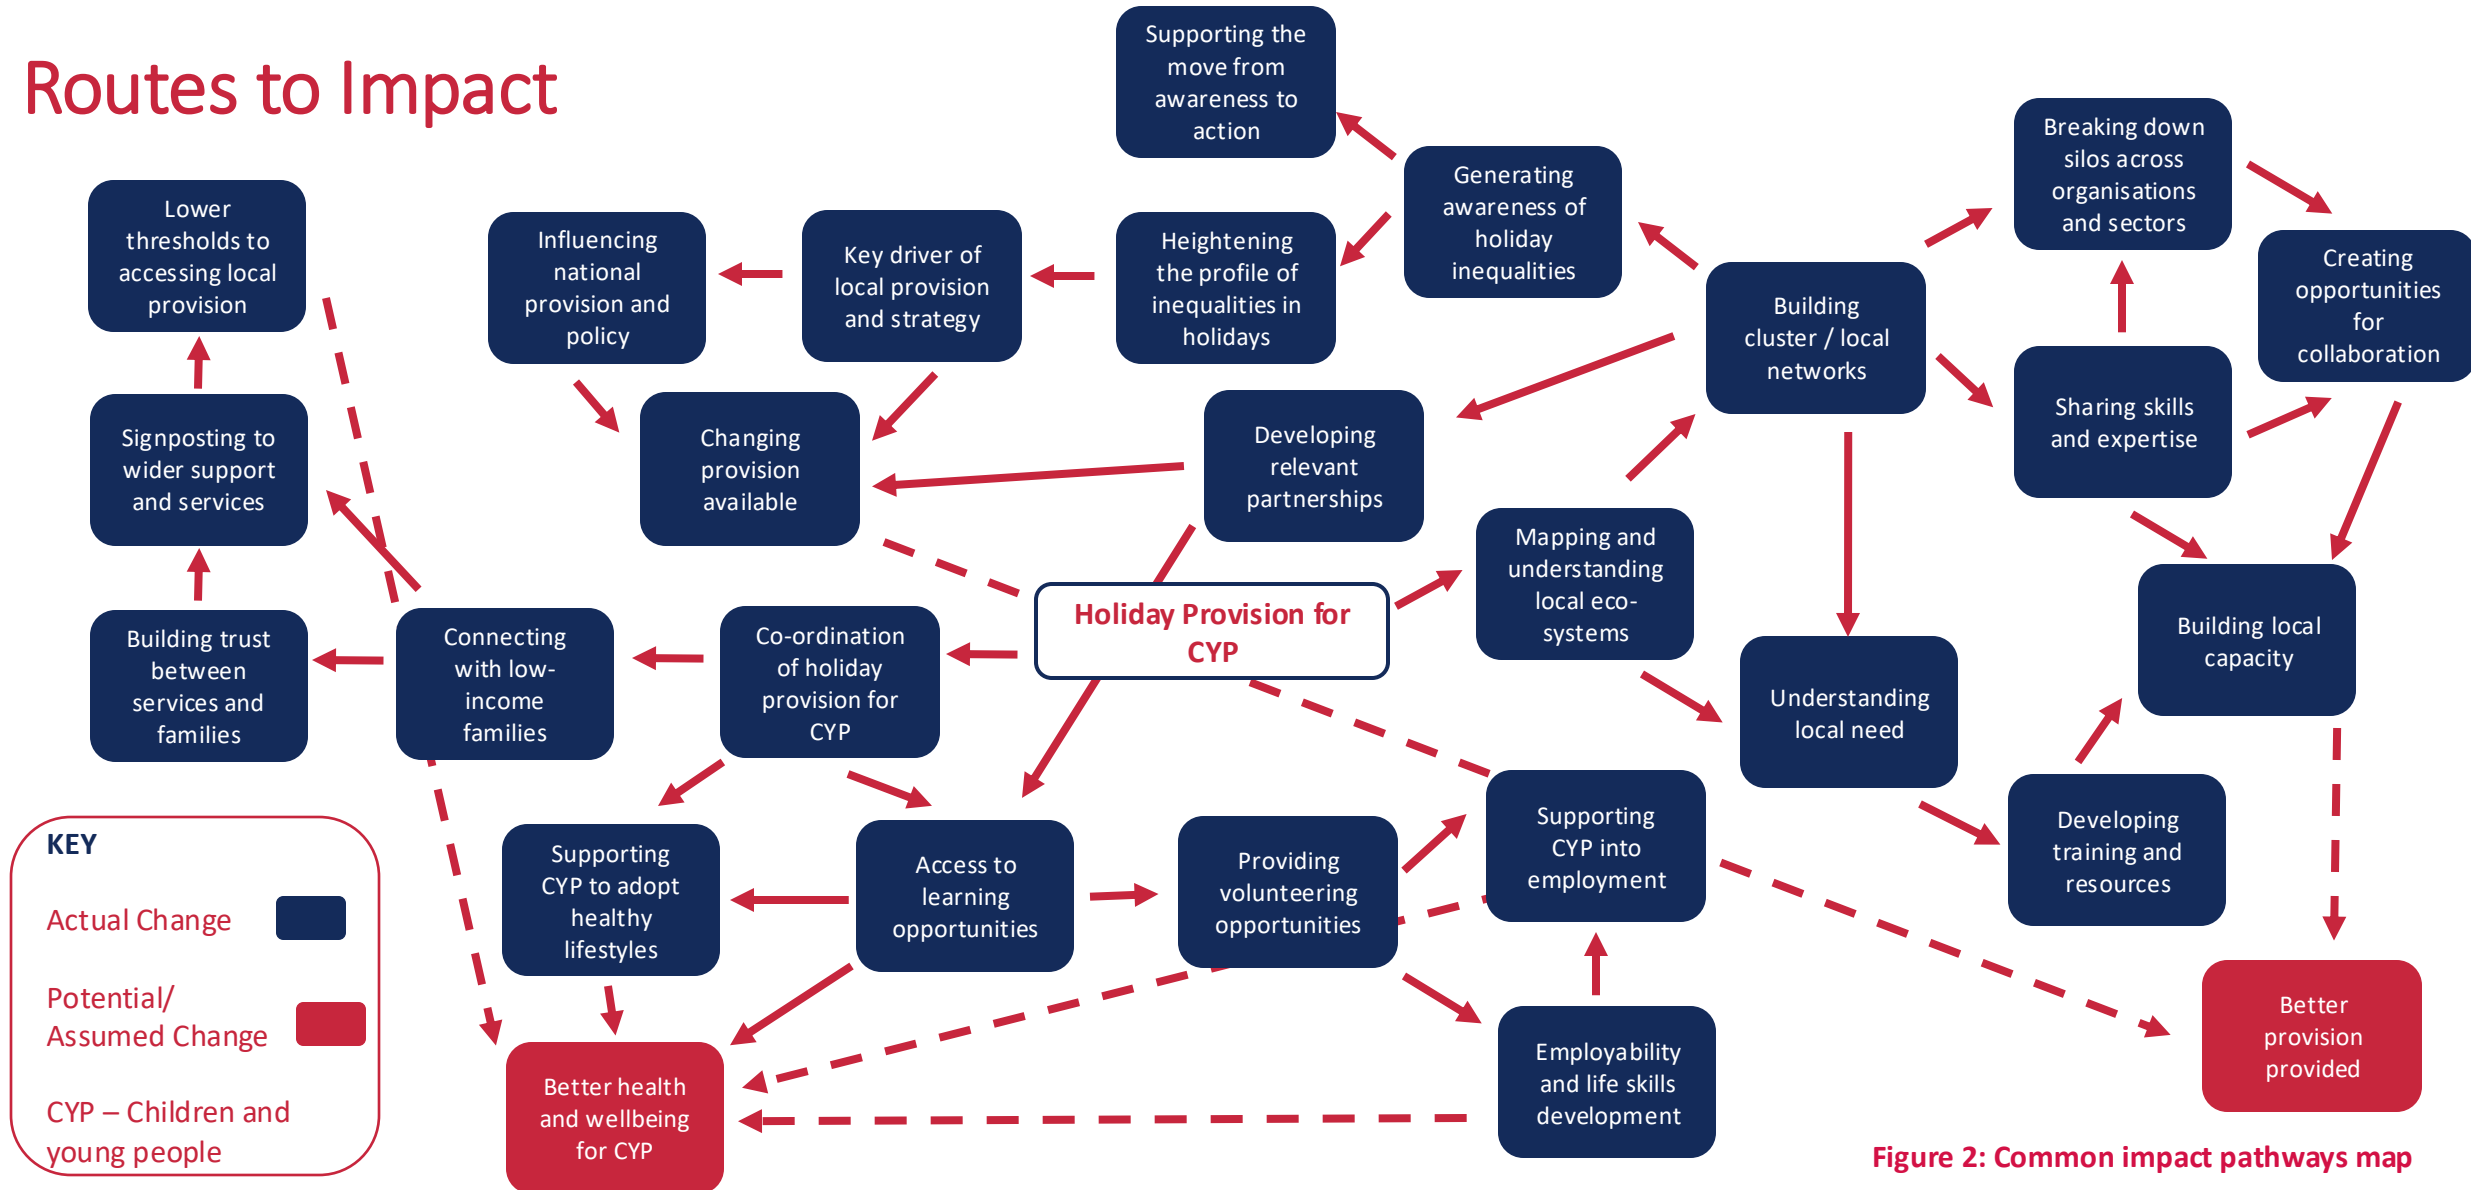 Routes to Impact
Supporting the
move from
awareness to
action
Breaking down
silos across
organisations
and sectors
Generating
awareness of
holiday
inequalities
Lower
thresholds to
accessing local
provision
Influencing
national
provision and
policy
Key driver of
local provision
and strategy
Heightening
the profile of
inequalities in
holidays
Building
cluster / local
networks
Creating
opportunities
for
collaboration
Signposting to
wider support
and services
Changing
provision
available
Developing
relevant
partnerships
Sharing skills
and expertise
Mapping and
understanding
local eco-
systems
Building trust
between
services and
families
Connecting
with low-
income
families
Co-ordination
of holiday
provision for
CYP
Holiday Provision for
CYP
Understanding
local need
Building local
capacity
Supporting
CYP to adopt
healthy
lifestyles
Access to
learning
opportunities
Providing
volunteering
opportunities
Supporting
CYP into
employment
Developing
training and
resources
Better health
and wellbeing
for CYP
Employability
and life skills
development
Better
provision
provided
KEY
Actual Change
Potential/
Assumed Change
CYP – Children and
young people
Figure 2: Common impact pathways map